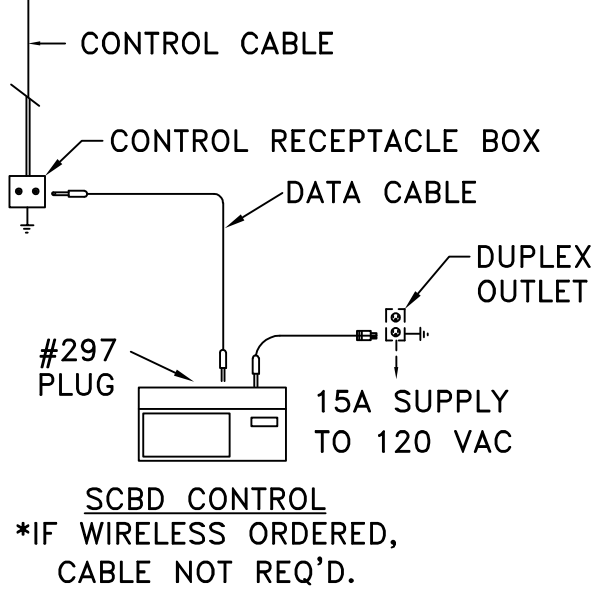 CONTROL CABLE
CONTROL RECEPTACLE BOX
DATA CABLE
DUPLEX
OUTLET
#297
PLUG
15A SUPPLY
TO 120 VAC
SCBD CONTROL
*IF WIRELESS ORDERED,
CABLE NOT REQ'D.